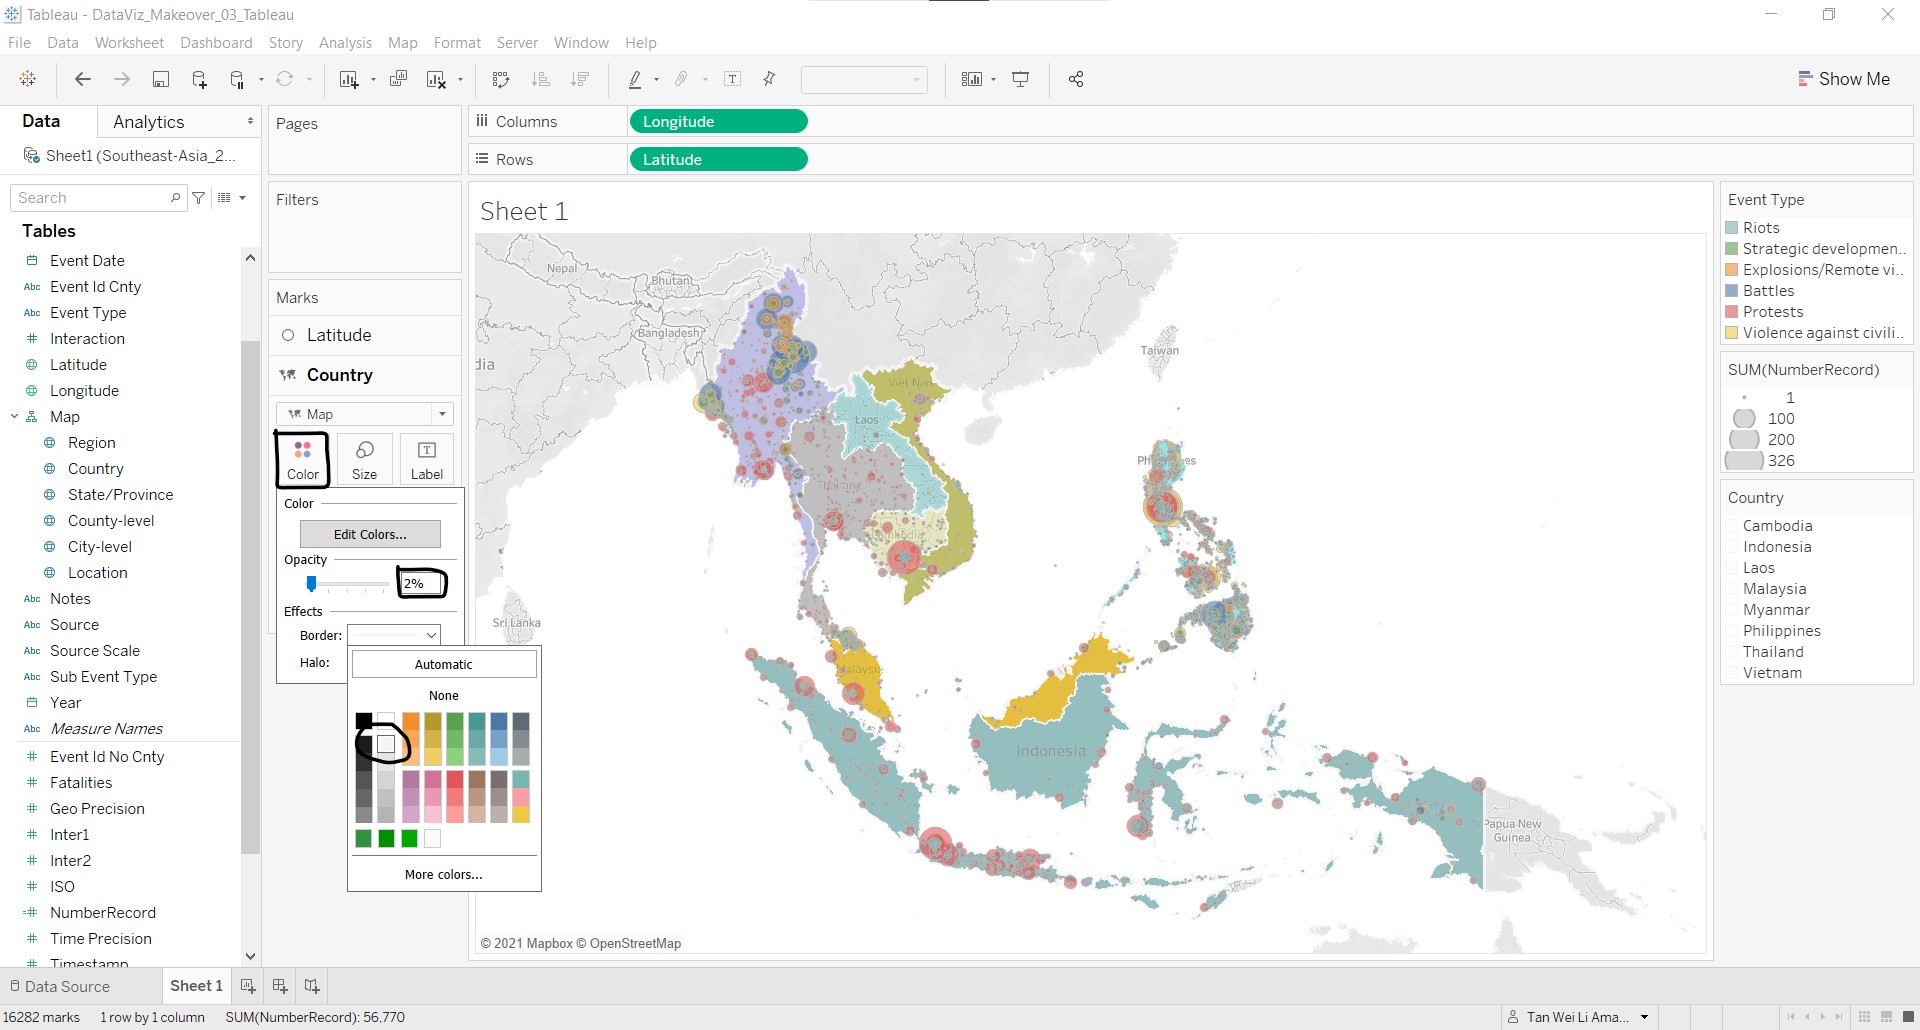 Tableau - DataViz_Makeover_03_Tableau
File Data Worksheet Dashboard Story Analysis Map Format Server Window Help
Show Me
Data
Analytics
Sheet1 (Southeast-Asia_2...
Search
Tables
Event Date
Abc Event Id Cnty
Abc Event Type
# Interaction
Latitude
Longitude
Map
Region
Country
State/Province
County-level
City-level
Location
Abc Notes
Abc Source
Abc Source Scale
Abc Sub Event Type
Year
Abc Measure Names
# Event Id No Cnty
# Fatalities
# Geo Precision
# Inter1
# Inter2
# ISO
=# NumberRecord
# Time Precision
Timestamp
Pages
Filters
Marks
Latitude
Country
Map
Color
Size
T
Label
Color
Edit Colors...
Opacity
2%
Effects
Border:
Halo:
Automatic
None
More colors...
Columns
Longitude
Rows
Latitude
Sheet 1
Nepal
Bhutan
Bangladesh
dia
Taiwan
Viet Nam
Laos
Thailand
Cambodia
Philippines
Sri Lanka
Malaysia
Indonesia
Papua New
Guinea
© 2021 Mapbox © OpenStreetMap
Event Type
Riots
Strategic developmen..
Explosions/Remote vi..
Battles
Protests
Violence against civili..
SUM(NumberRecord)
1
100
200
326
Country
Cambodia
Indonesia
Laos
Malaysia
Myanmar
Philippines
Thailand
Vietnam
Data Source
Sheet 1
16282 marks
1 row by 1 column
SUM(NumberRecord): 56,770
Tan Wei Li Ama...